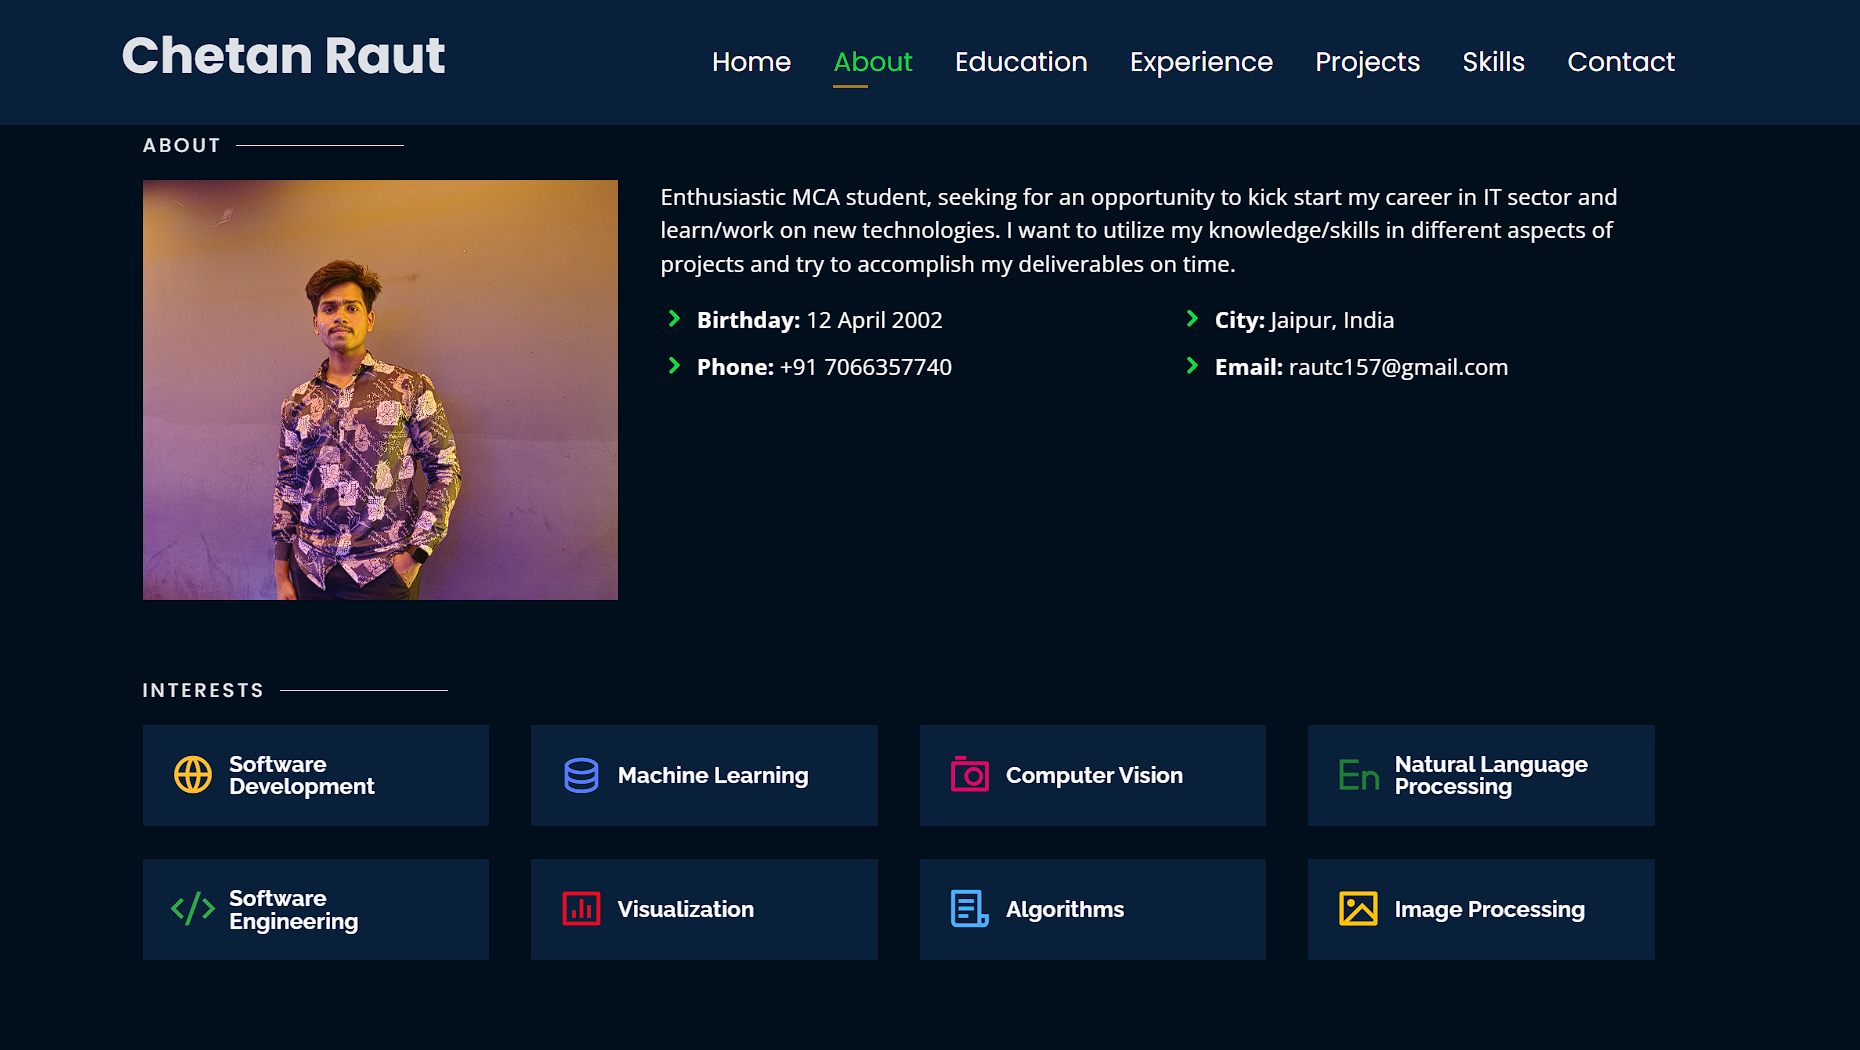 Chetan Raut
Home About Education Experience Projects Skills Contact
ABOUT
Enthusiastic MCA student, seeking for an opportunity to kick start my career in IT sector and
learn/work on new technologies. I want to utilize my knowledge/skills in different aspects of
projects and try to accomplish my deliverables on time.
Birthday: 12 April 2002
City: Jaipur, India
Phone: +91 7066357740
Email: rautc157@gmail.com
INTERESTS
Software
Development
Machine Learning
Computer Vision
En
Natural Language
Processing
</> Software
Engineering
Visualization
Algorithms
Image Processing